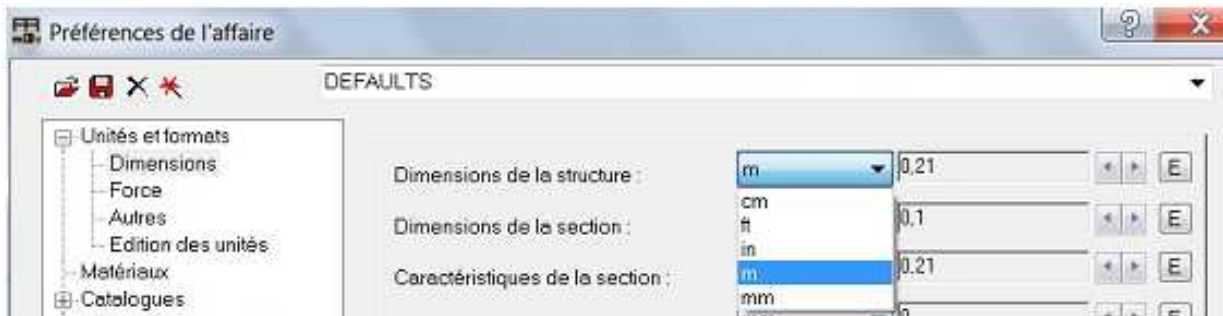 Préférences de l'affaire
DEFAULTS
Unités et formats
Dimensions
Force
Autres
Edition des unités
Matériaux
Catalogues
Dimensions de la structure :
m
0,21
E
Dimensions de la section :
0,1
E
Caractéristiques de la section :
0,21
E
cm
ft
in
m
mm
0
E